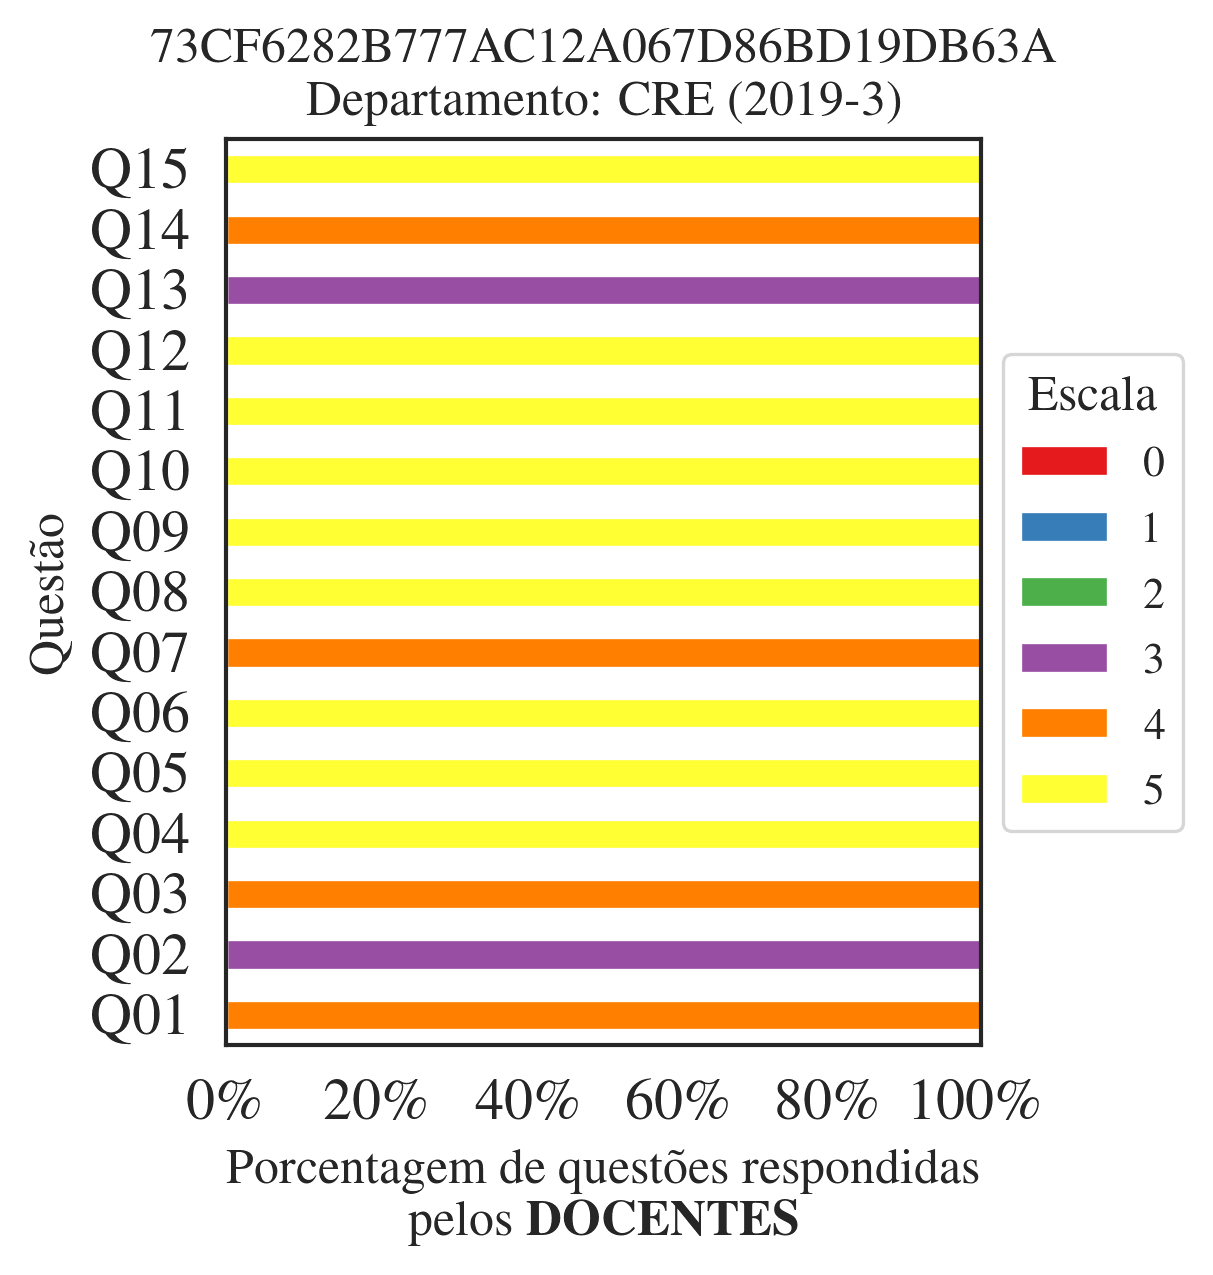 73CF6282B777AC12A067D86BD19DB63A
Departamento: CRE (2019-3)
Questão
Q15
Q14
Q13
Q12
Q11
Q10
Q09
Q08
Q07
Q06
Q05
Q04
Q03
Q02
Q01
0% 20% 40% 60% 80% 100%
Porcentagem de questões respondidas
pelos DOCENTES
Escala
0
1
2
3
4
5